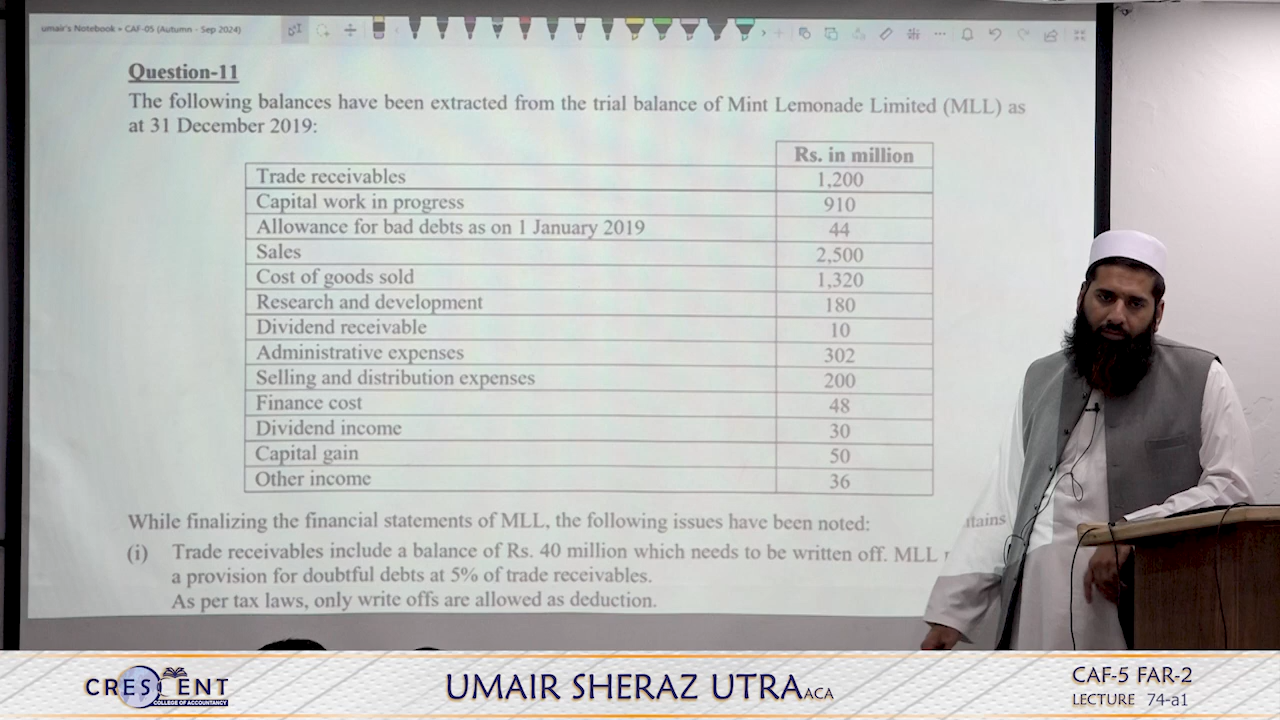 umair's Notebook » CAF-05 (Autumn - Sep 2024)
Question-11
The following balances have been extracted from the trial balance of Mint Lemonade Limited (MLL) as
at 31 December 2019:
Rs. in million
Trade receivables 1,200
Capital work in progress 910
Allowance for bad debts as on 1 January 2019 44
Sales 2,500
Cost of goods sold 1,320
Research and development 180
Dividend receivable 10
Administrative expenses 302
Selling and distribution expenses 200
Finance cost 48
Dividend income 30
Capital gain 50
Other income 36
While finalizing the financial statements of MLL, the following issues have been noted:
(i) Trade receivables include a balance of Rs. 40 million which needs to be written off. MLL
a provision for doubtful debts at 5% of trade receivables.
As per tax laws, only write offs are allowed as deduction.
CRESCENT
COLLEGE OF ACCOUNTANCY
UMAIR SHERAZ UTRA ACA
CAF-5 FAR-2
LECTURE 74-a1